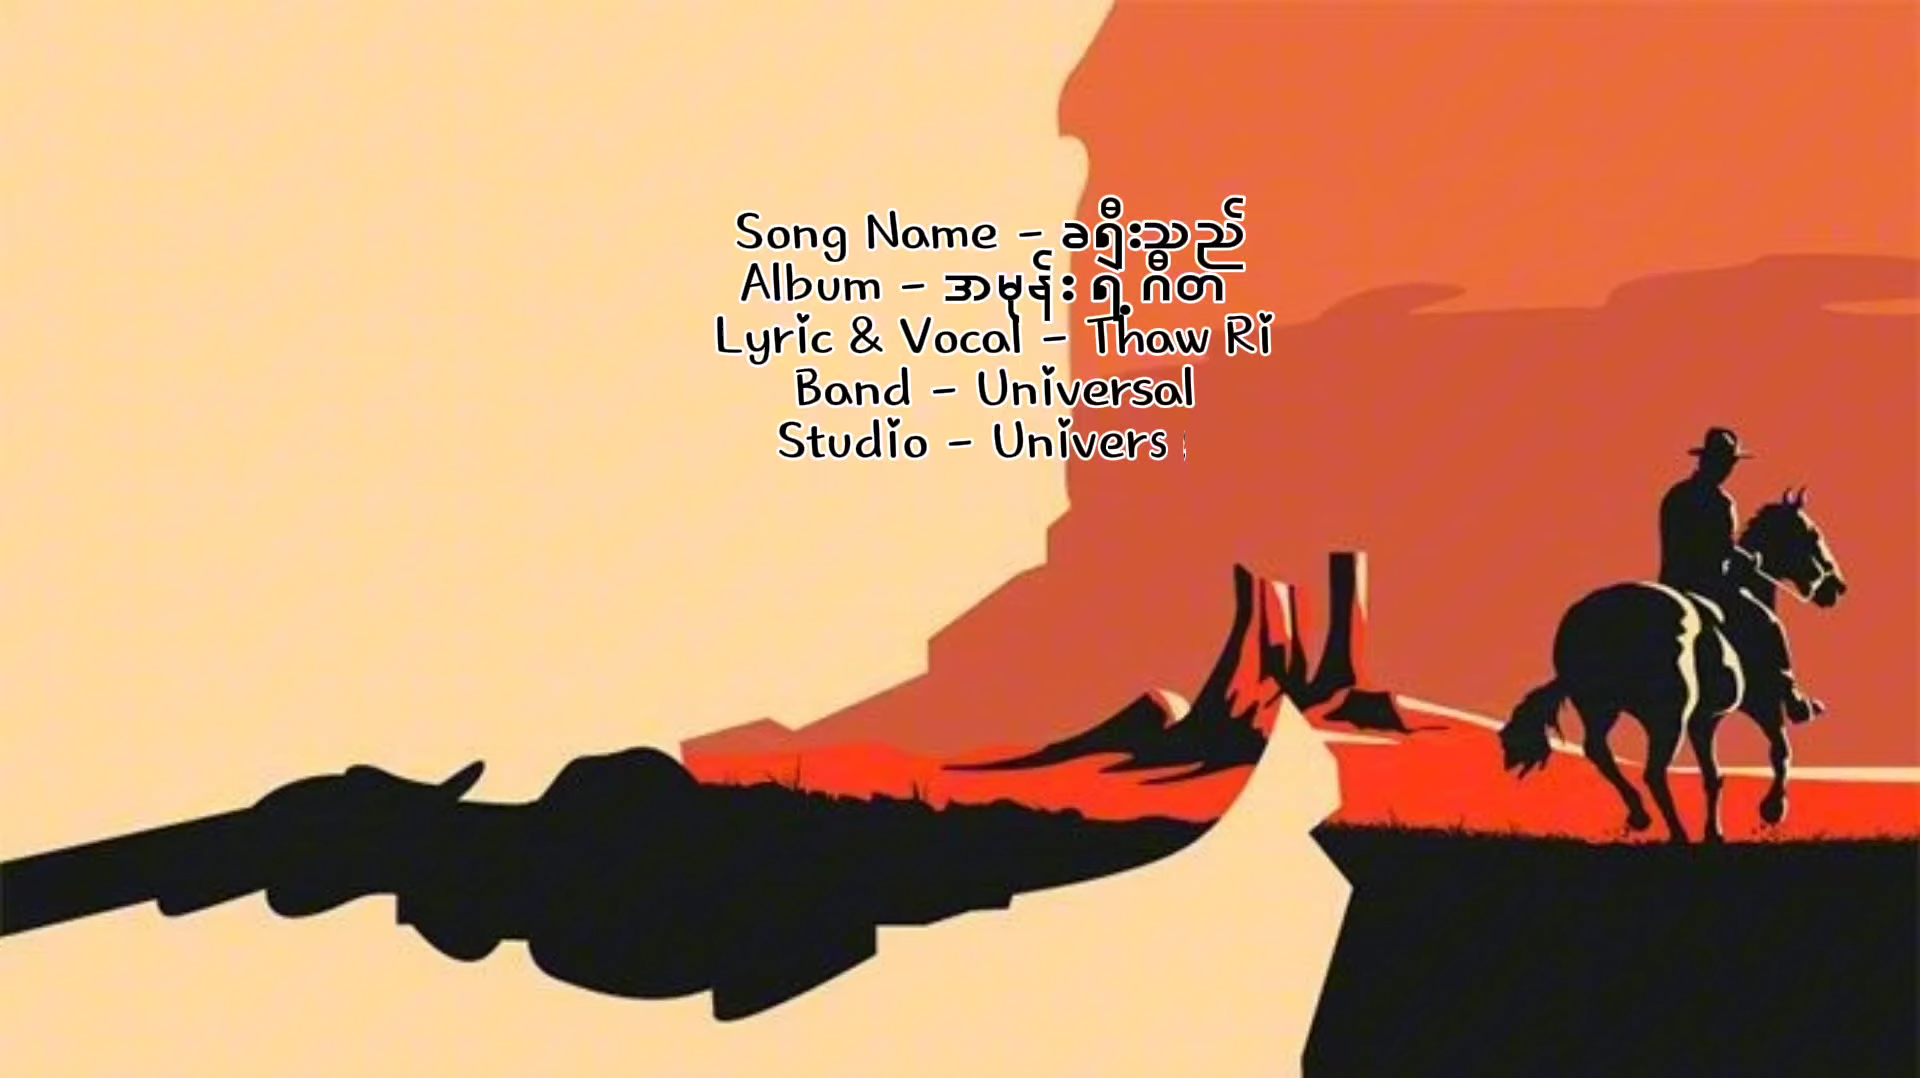 Song Name - ခရီးသည်
Album - အမုန်း ရဲ့ ဂီတ
Lyric & Vocal - Thaw Ri
Band - Universal
Studio - Univers